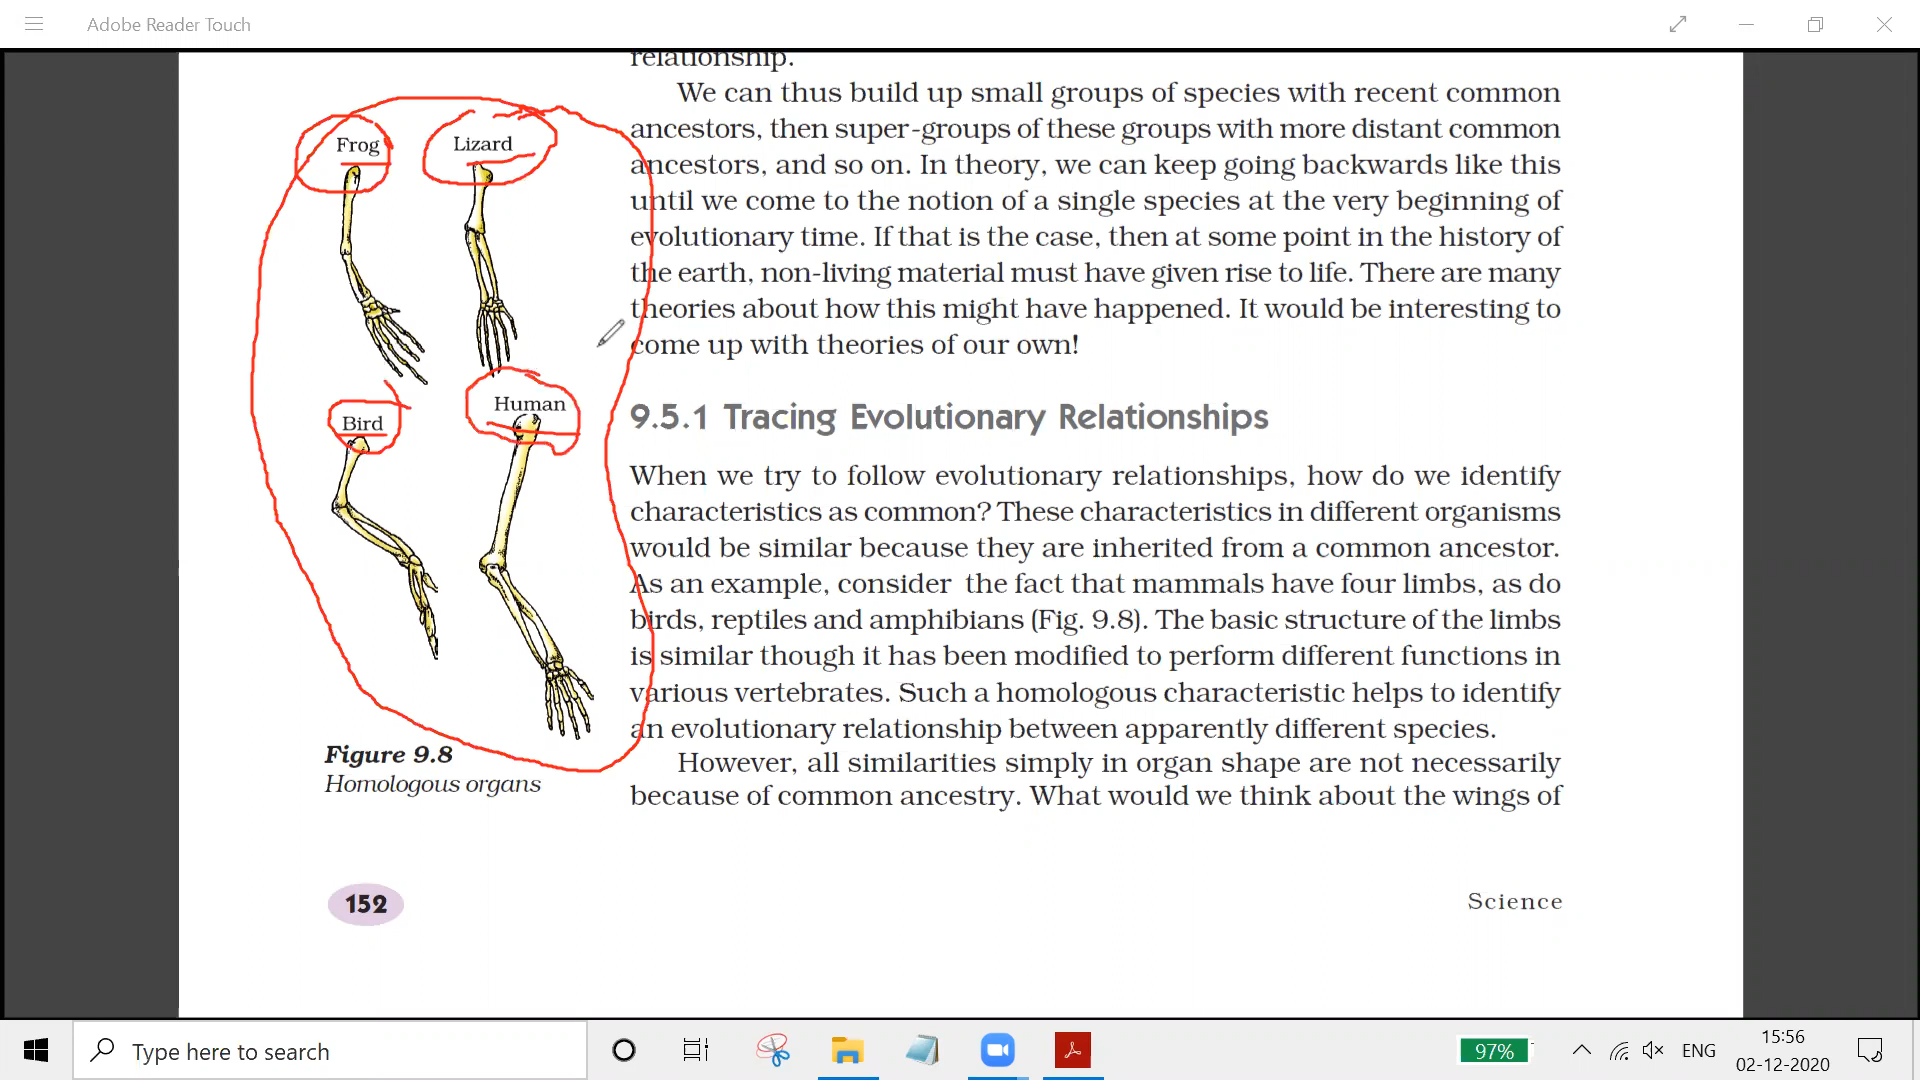 Adobe Reader Touch
relationship.
We can thus build up small groups of species with recent common
ancestors, then super-groups of these groups with more distant common
ancestors, and so on. In theory, we can keep going backwards like this
until we come to the notion of a single species at the very beginning of
evolutionary time. If that is the case, then at some point in the history of
the earth, non-living material must have given rise to life. There are many
theories about how this might have happened. It would be interesting to
come up with theories of our own!
Frog
Lizard
Bird
Human
Figure 9.8
Homologous organs
9.5.1 Tracing Evolutionary Relationships
When we try to follow evolutionary relationships, how do we identify
characteristics as common? These characteristics in different organisms
would be similar because they are inherited from a common ancestor.
As an example, consider the fact that mammals have four limbs, as do
birds, reptiles and amphibians (Fig. 9.8). The basic structure of the limbs
is similar though it has been modified to perform different functions in
various vertebrates. Such a homologous characteristic helps to identify
an evolutionary relationship between apparently different species.
However, all similarities simply in organ shape are not necessarily
because of common ancestry. What would we think about the wings of
152
Science
Type here to search
97%
ENG
15:56
02-12-2020